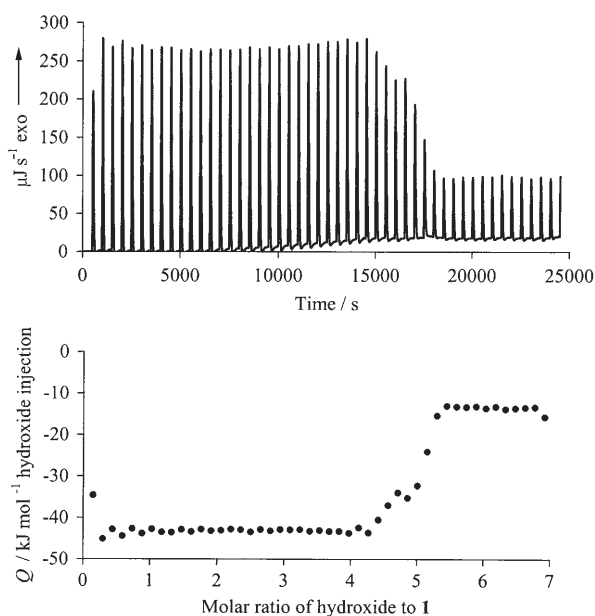 300
250
200
150
100
50
0
µJ s⁻¹ exo
0 5000 10000 15000 20000 25000
Time / s
0
-10
-20
-30
-40
-50
Q / kJ mol⁻¹ hydroxide injection
0 1 2 3 4 5 6 7
Molar ratio of hydroxide to 1